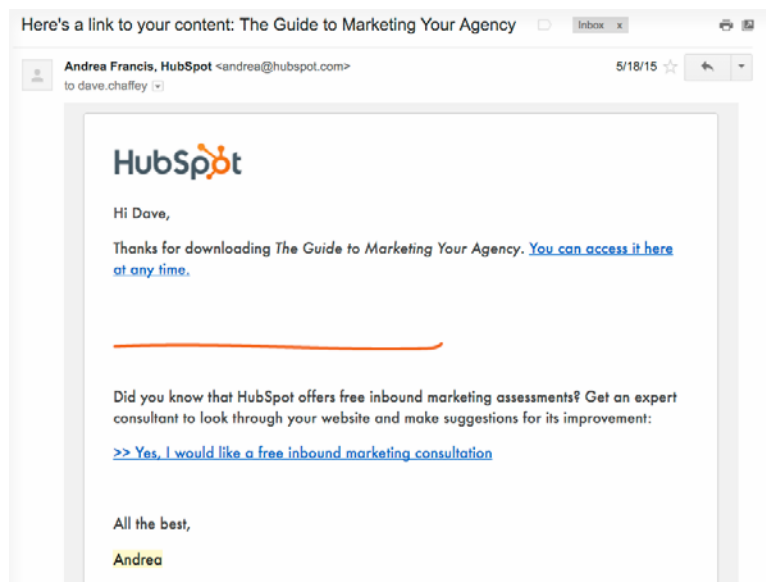 Here's a link to your content: The Guide to Marketing Your Agency Inbox x
Andrea Francis, HubSpot <andrea@hubspot.com> 5/18/15
to dave.chaffey
HubSpot
Hi Dave,
Thanks for downloading The Guide to Marketing Your Agency. You can access it here
at any time.
Did you know that HubSpot offers free inbound marketing assessments? Get an expert
consultant to look through your website and make suggestions for its improvement:
>> Yes, I would like a free inbound marketing consultation
All the best,
Andrea